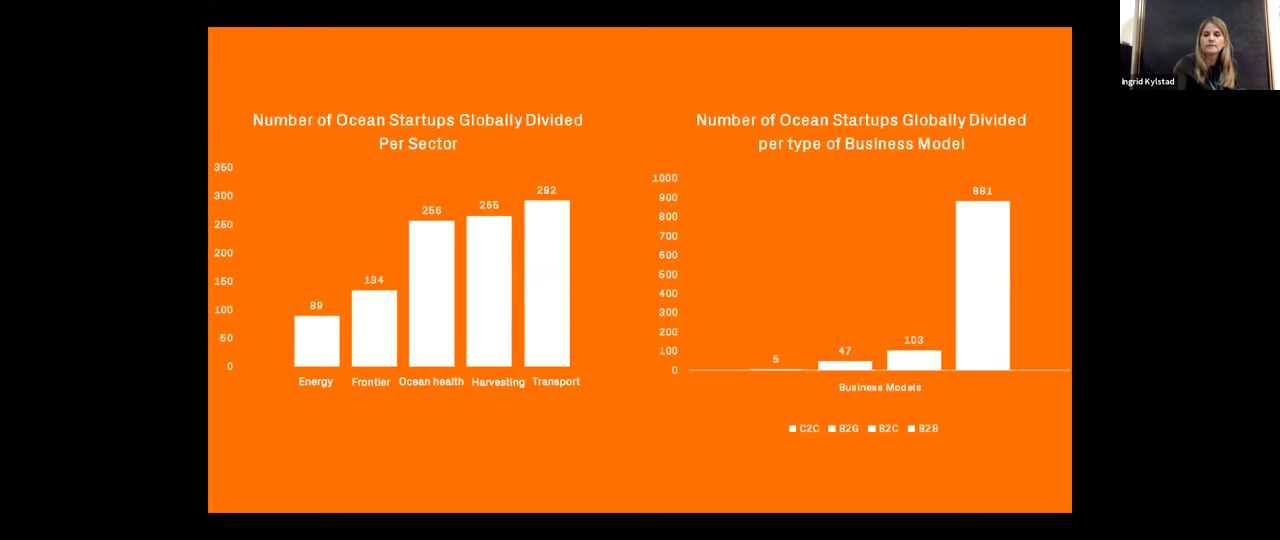 Number of Ocean Startups Globally Divided
Per Sector
350
300
250
200
150
100
50
0
89
134
256
265
292
Energy
Frontier
Ocean health
Harvesting
Transport
Number of Ocean Startups Globally Divided
per type of Business Model
1000
900
800
700
600
500
400
300
200
100
0
5
47
103
881
Business Models
C2C
B2G
B2C
B2B
Ingrid Kylstad